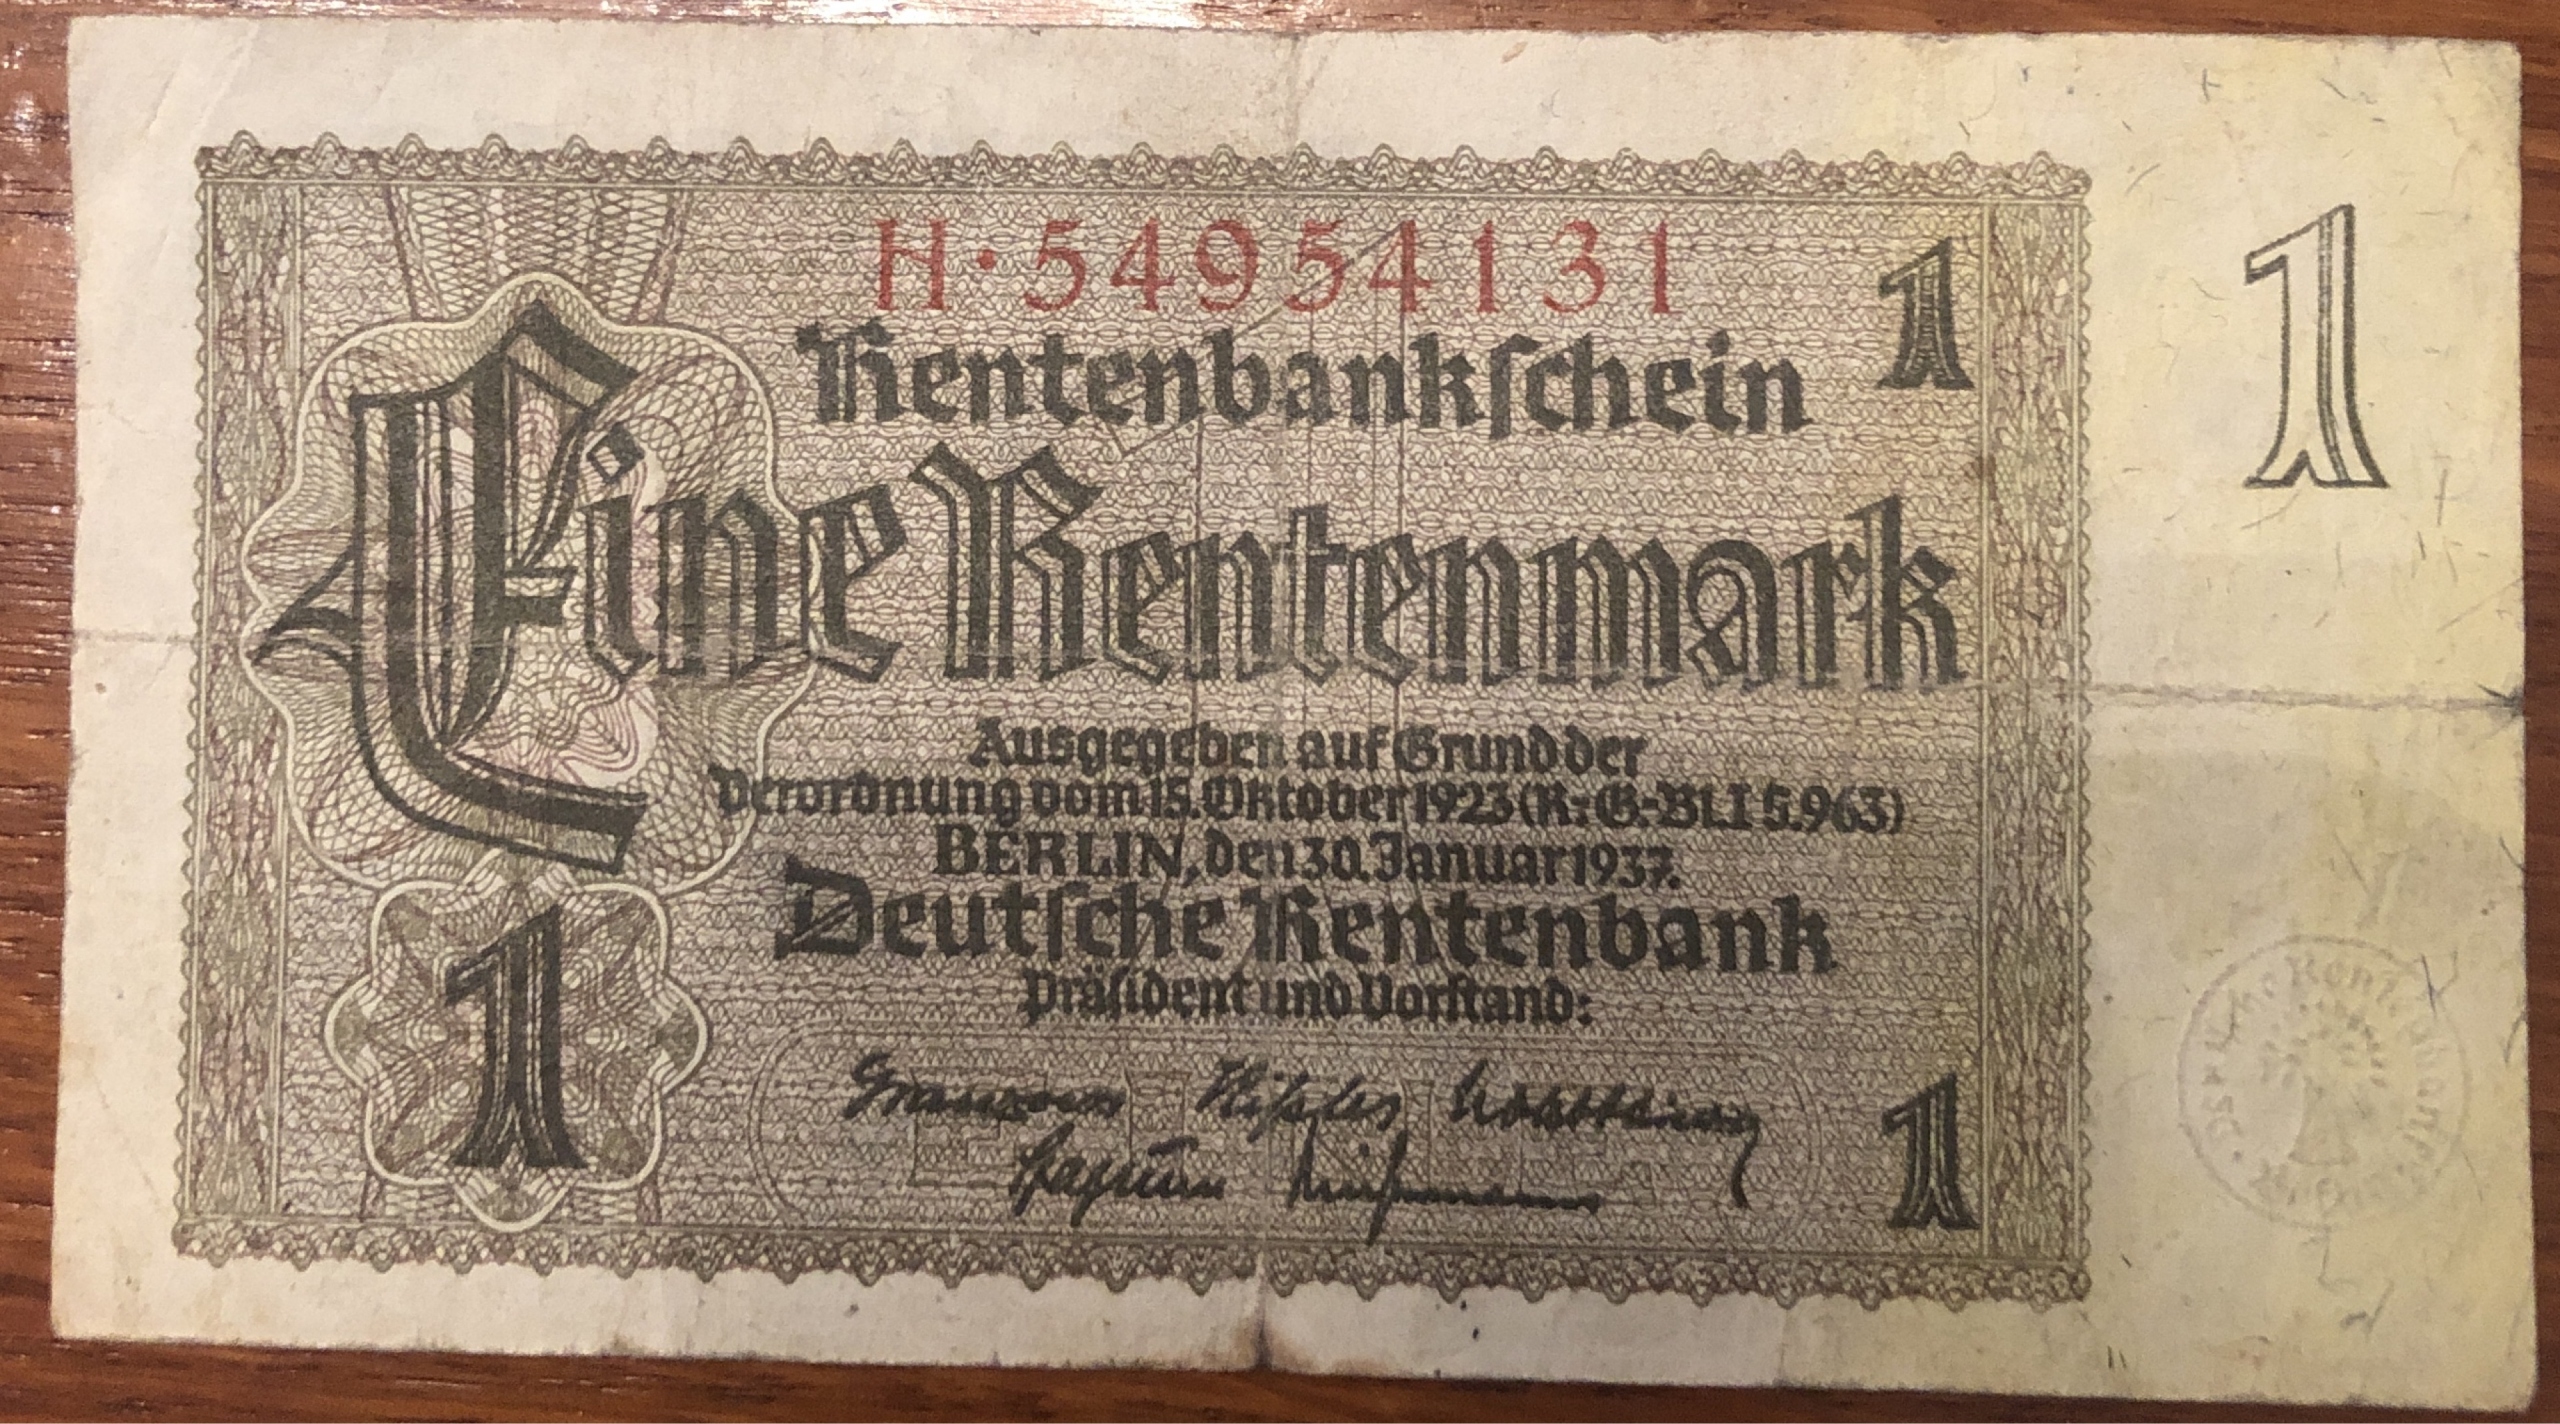 H·54954131
Rentenbankſchein
1
1
Eine Rentenmark
Ausgegeben auf Grund der
Verordnung vom 15. Oktober 1923 (R.-G.-Bl. I S. 963)
BERLIN, den 30. Januar 1937.
Deutſche Rentenbank
Präſident und Vorſtand:
1
1